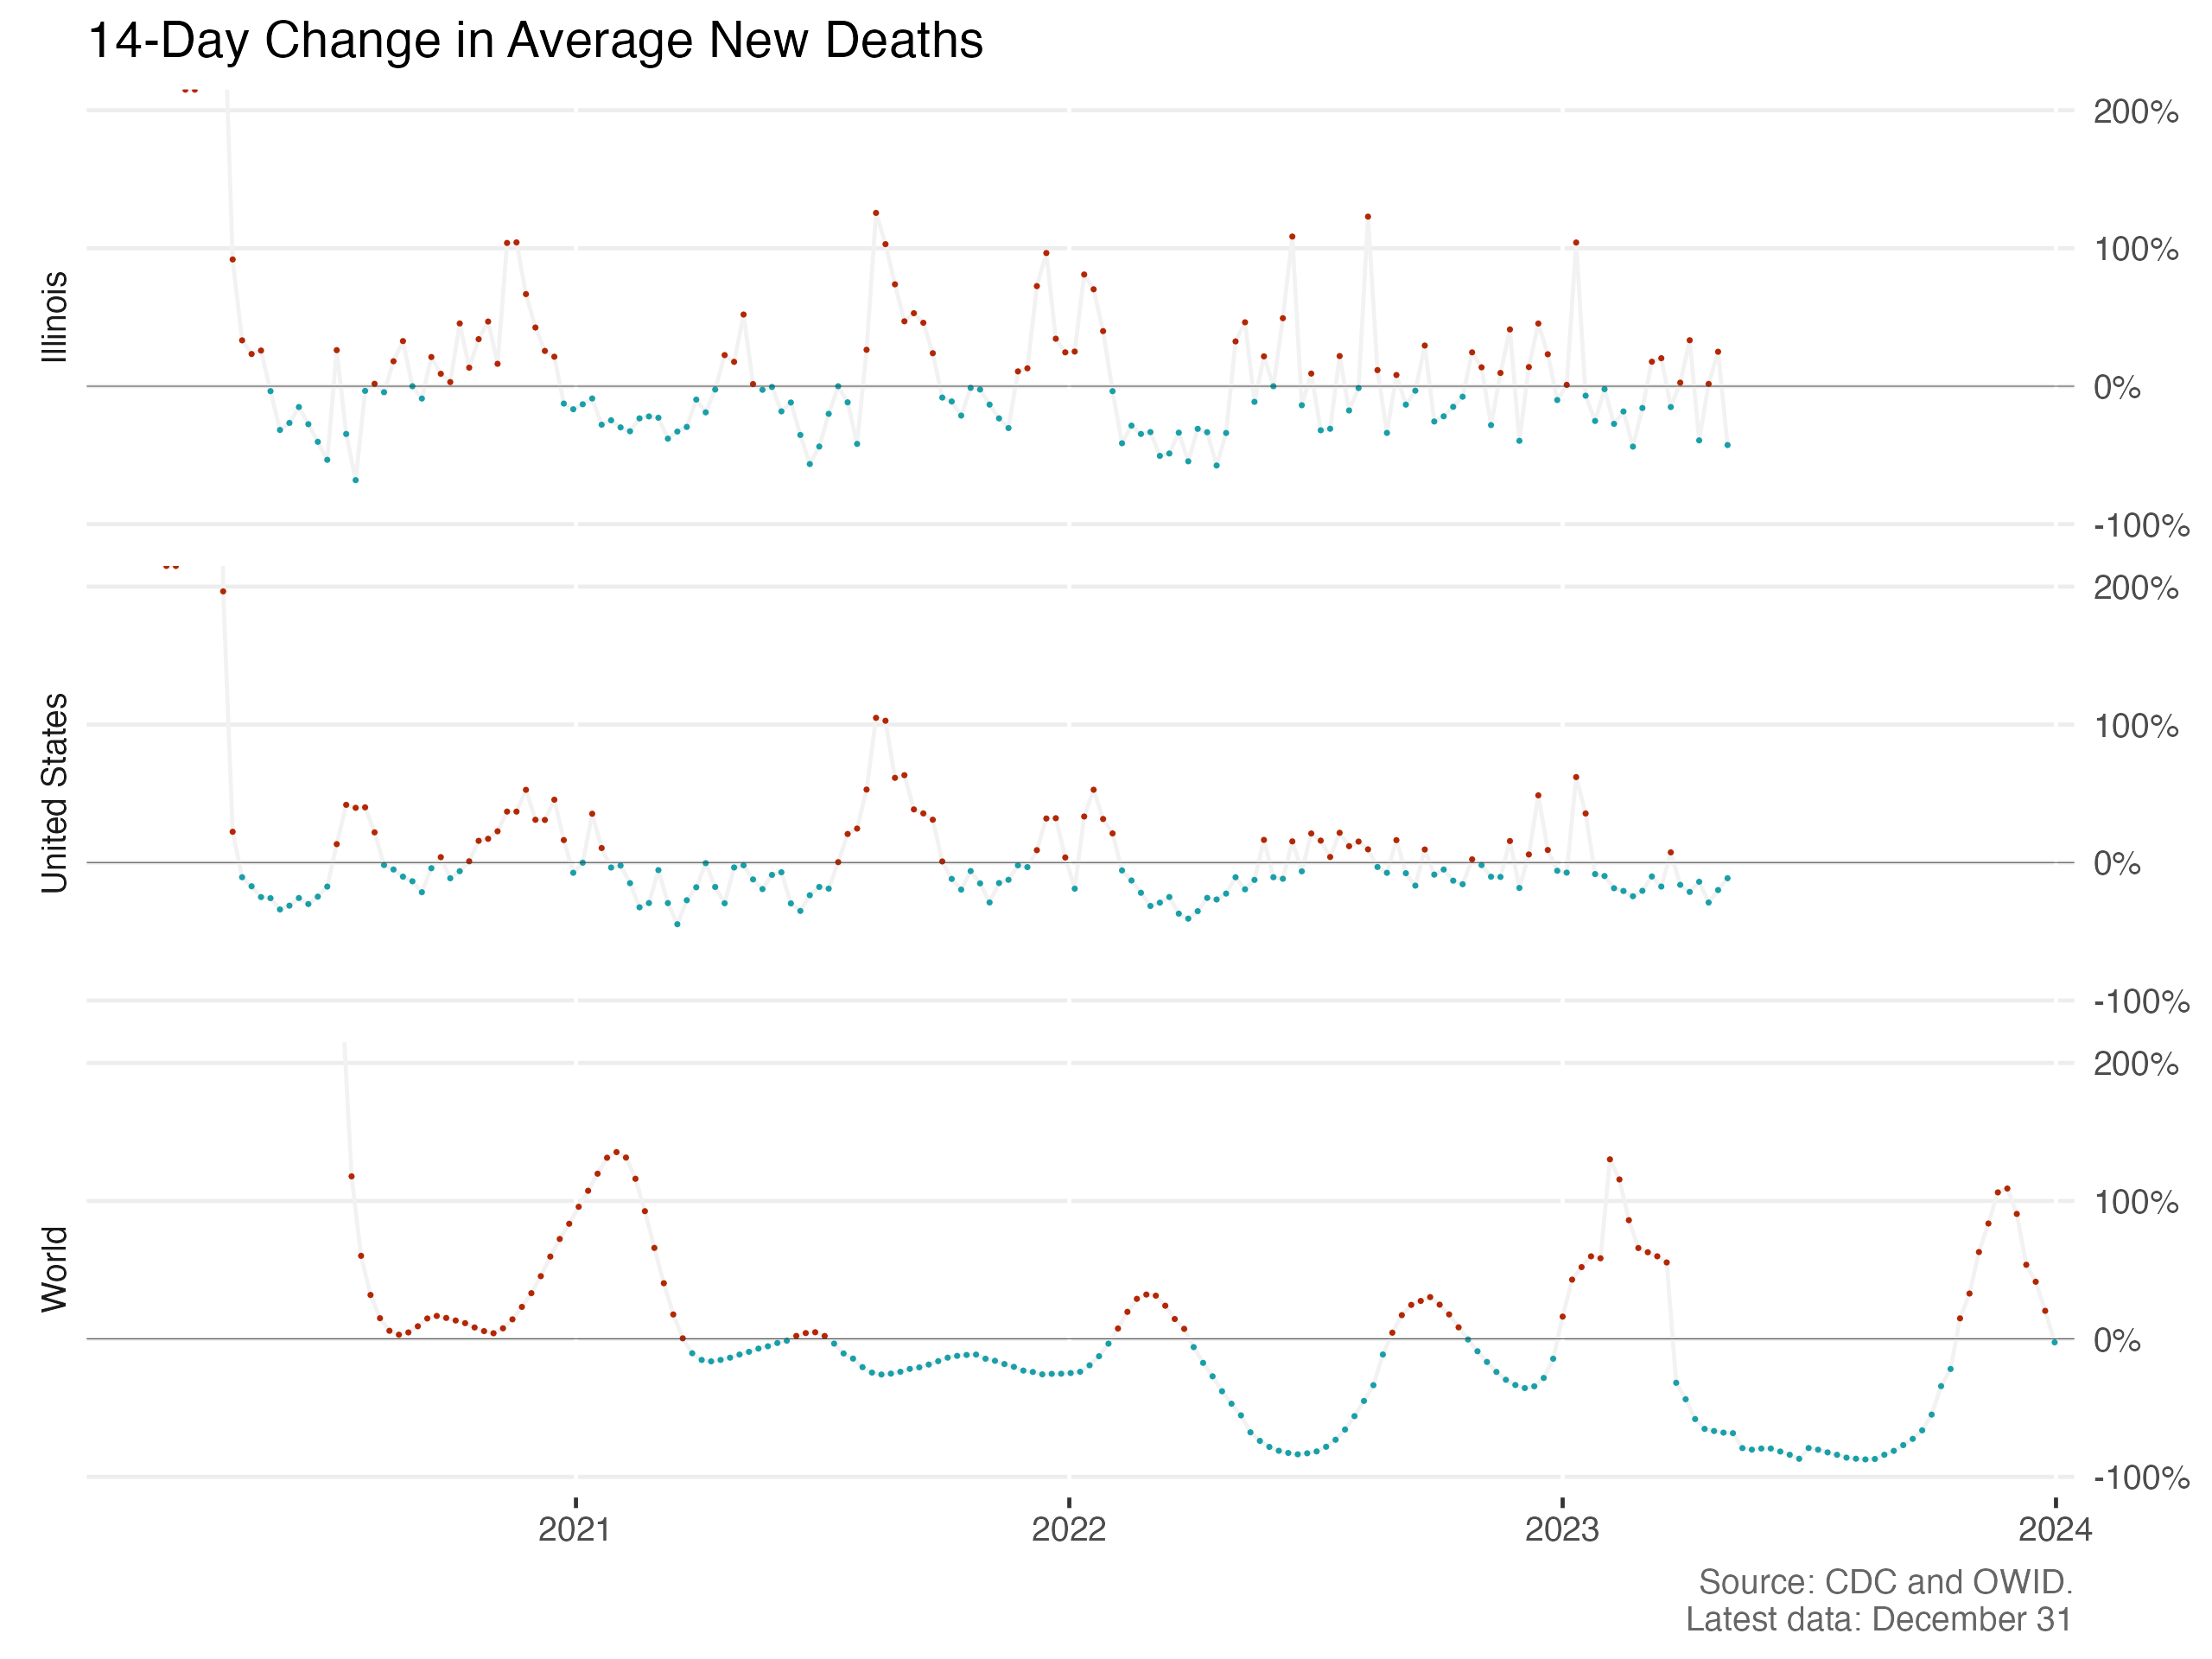 14-Day Change in Average New Deaths
Illinois
200%
100%
0%
-100%
United States
200%
100%
0%
-100%
World
200%
100%
0%
-100%
2021
2022
2023
2024
Source: CDC and OWID.
Latest data: December 31